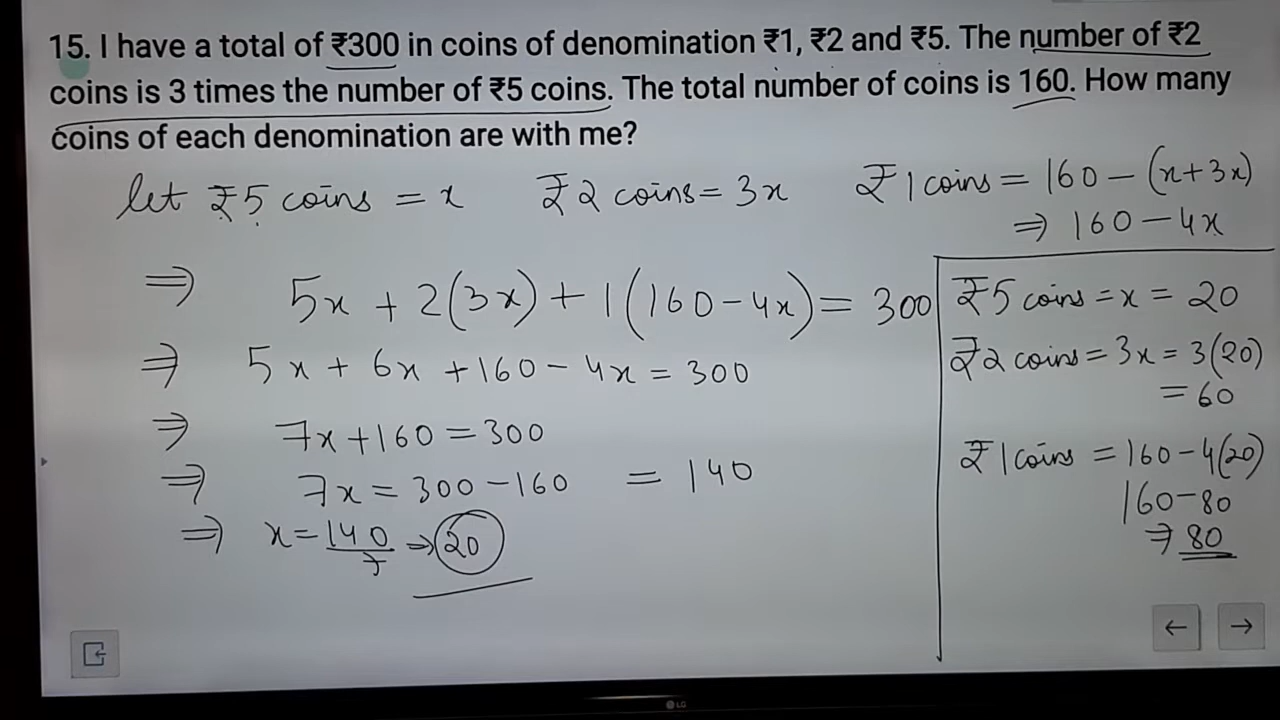 15. I have a total of ₹300 in coins of denomination ₹1, ₹2 and ₹5. The number of ₹2
coins is 3 times the number of ₹5 coins. The total number of coins is 160. How many
coins of each denomination are with me?
let ₹5 coins = x ₹2 coins = 3x ₹1 coins = 160 - (x+3x)
⇒ 160 - 4x
⇒ 5x + 2(3x) + 1(160-4x) = 300
⇒ 5x + 6x + 160 - 4x = 300
⇒ 7x+160 = 300
⇒ 7x = 300-160 = 140
⇒ x = 140/7 → 20
₹5 coins = x = 20
₹2 coins = 3x = 3(20)
= 60
₹1 coins = 160-4(20)
160-80
⇒ 80
← →
LG